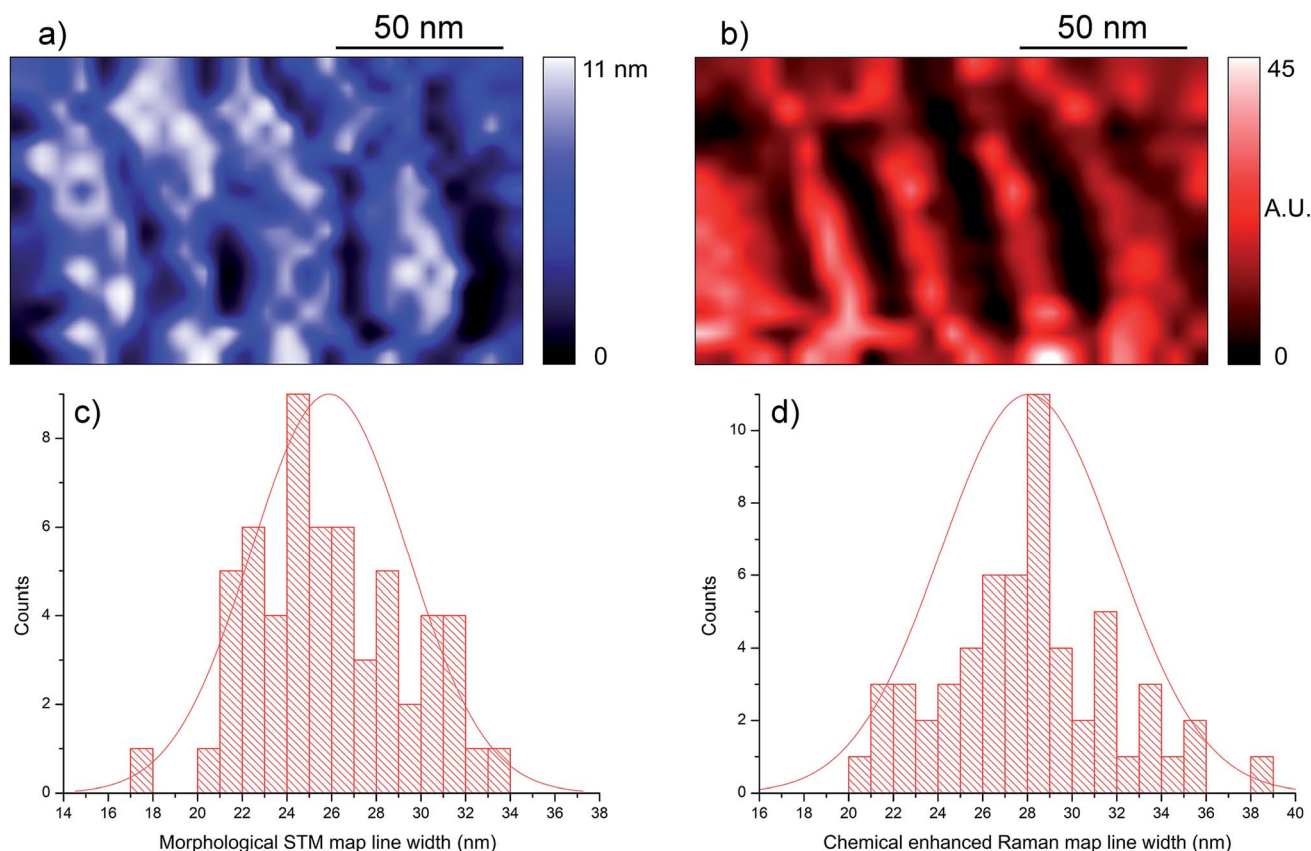 a)
50 nm
11 nm
0
b)
50 nm
45
A.U.
0
c)
8
6
4
2
0
Counts
14 16 18 20 22 24 26 28 30 32 34 36 38
Morphological STM map line width (nm)
d)
10
8
6
4
2
0
Counts
16 18 20 22 24 26 28 30 32 34 36 38 40
Chemical enhanced Raman map line width (nm)